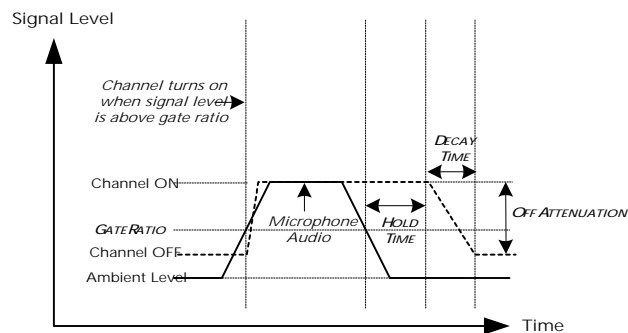 Signal Level
Channel turns on
when signal level
is above gate ratio
DECAY
TIME
Channel ON
OFF ATTENUATION
GATE RATIO
Microphone
Audio
HOLD
TIME
Channel OFF
Ambient Level
Time